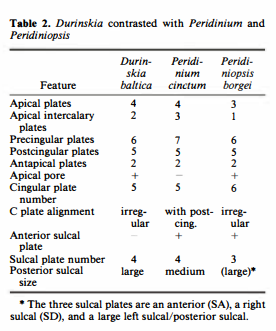 Table 2. Durinskia contrasted with Peridinium and
Peridiniopsis
Feature Durin-skia baltica Peridi-nium cinctum Peridi-niopsis borgei
Apical plates 4 4 3
Apical intercalary plates 2 3 1
Precingular plates 6 7 6
Postcingular plates 5 5 5
Antapical plates 2 2 2
Apical pore + − +
Cingular plate number 5 5 6
C plate alignment irreg-ular with post-cing. irreg-ular
Anterior sulcal plate − + +
Sulcal plate number 4 4 3
Posterior sulcal size large medium (large)*
* The three sulcal plates are an anterior (SA), a right
sulcal (SD), and a large left sulcal/posterior sulcal.